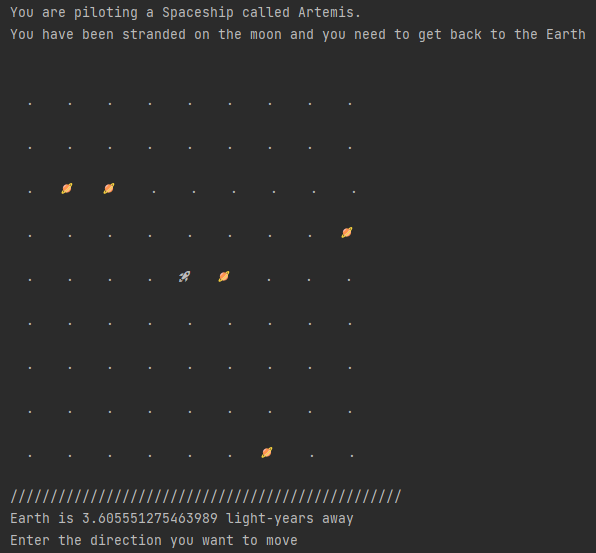 You are piloting a Spaceship called Artemis.
You have been stranded on the moon and you need to get back to the Earth
. . . . . . . . .
. . . . . . . . .
. 🪐 🪐 . . . . . .
. . . . . . . . 🪐
. . . . 🚀 🪐 . . .
. . . . . . . . .
. . . . . . . . .
. . . . . . . . .
. . . . . . 🪐 . .
/////////////////////////////////////////////////
Earth is 3.605551275463989 light-years away
Enter the direction you want to move